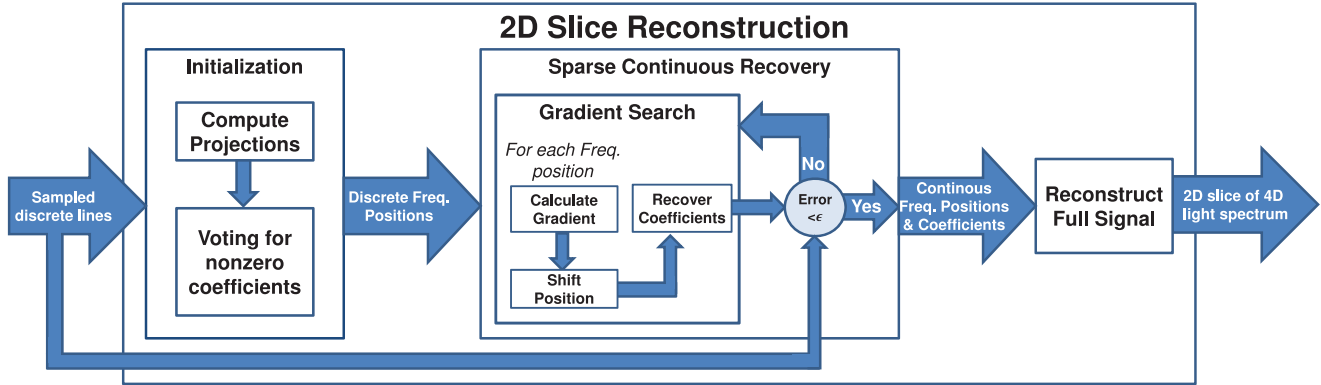 2D Slice Reconstruction
Initialization
Sparse Continuous Recovery
Compute
Projections
Gradient Search
For each Freq.
position
No
Sampled
discrete lines
Discrete Freq.
Positions
Voting for
nonzero
coefficients
Calculate
Gradient
Recover
Coefficients
Shift
Position
Error
<ϵ
Yes
Continous
Freq. Positions
& Coefficients
Reconstruct
Full Signal
2D slice of 4D
light spectrum